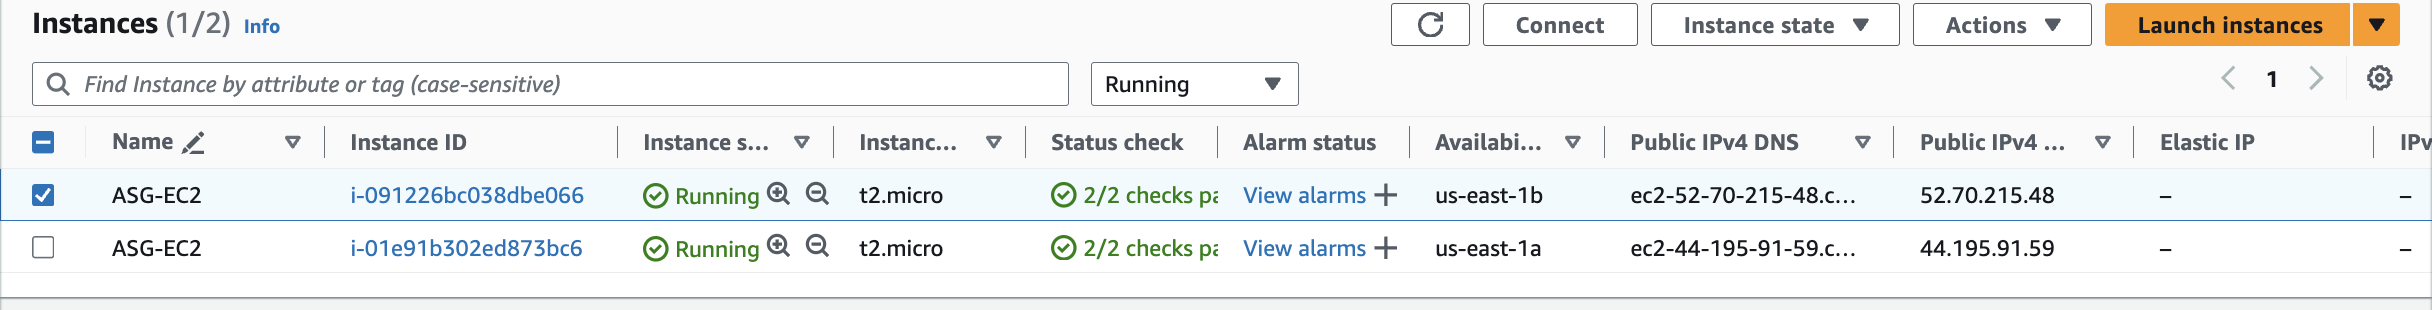 Instances (1/2) Info Connect Instance state Actions Launch instances
Find Instance by attribute or tag (case-sensitive) Running 1
Name Instance ID Instance s... Instanc... Status check Alarm status Availabi... Public IPv4 DNS Public IPv4 ... Elastic IP IPv
ASG-EC2 i-091226bc038dbe066 Running t2.micro 2/2 checks pa View alarms + us-east-1b ec2-52-70-215-48.c... 52.70.215.48 – –
ASG-EC2 i-01e91b302ed873bc6 Running t2.micro 2/2 checks pa View alarms + us-east-1a ec2-44-195-91-59.c... 44.195.91.59 – –